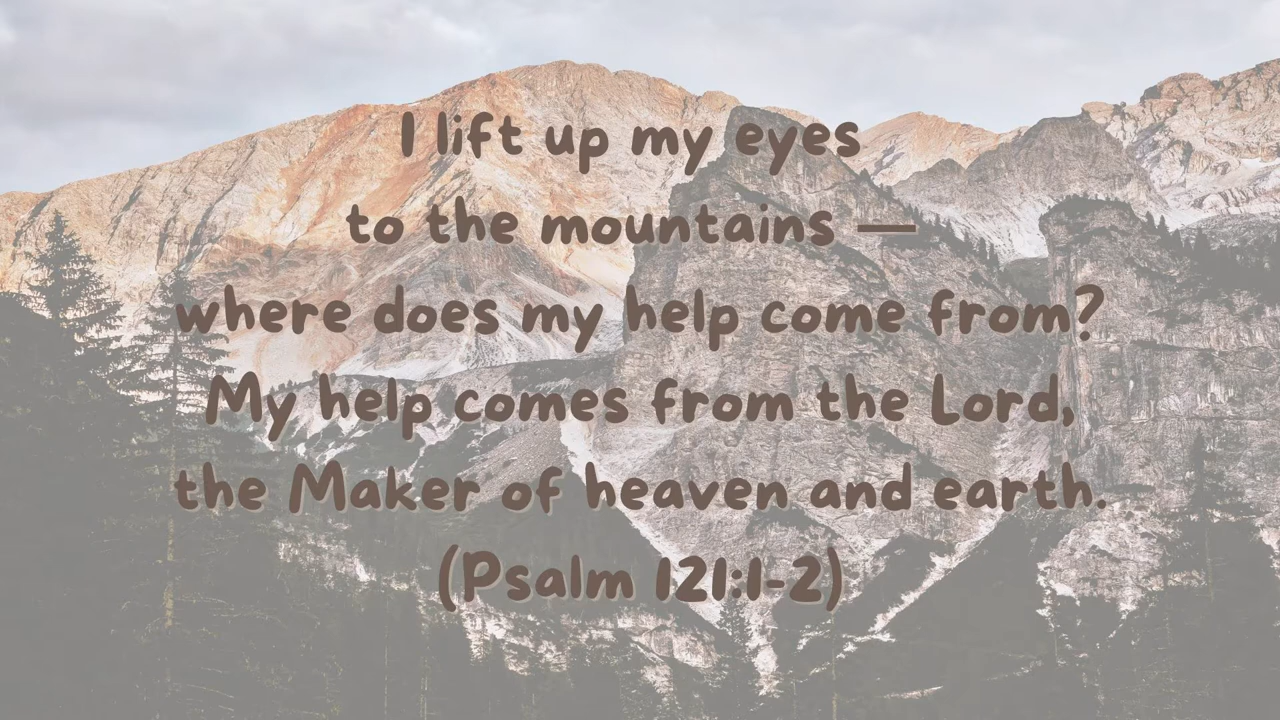 I lift up my eyes
to the mountains —
where does my help come from?
My help comes from the Lord,
the Maker of heaven and earth.
(Psalm 121:1-2)